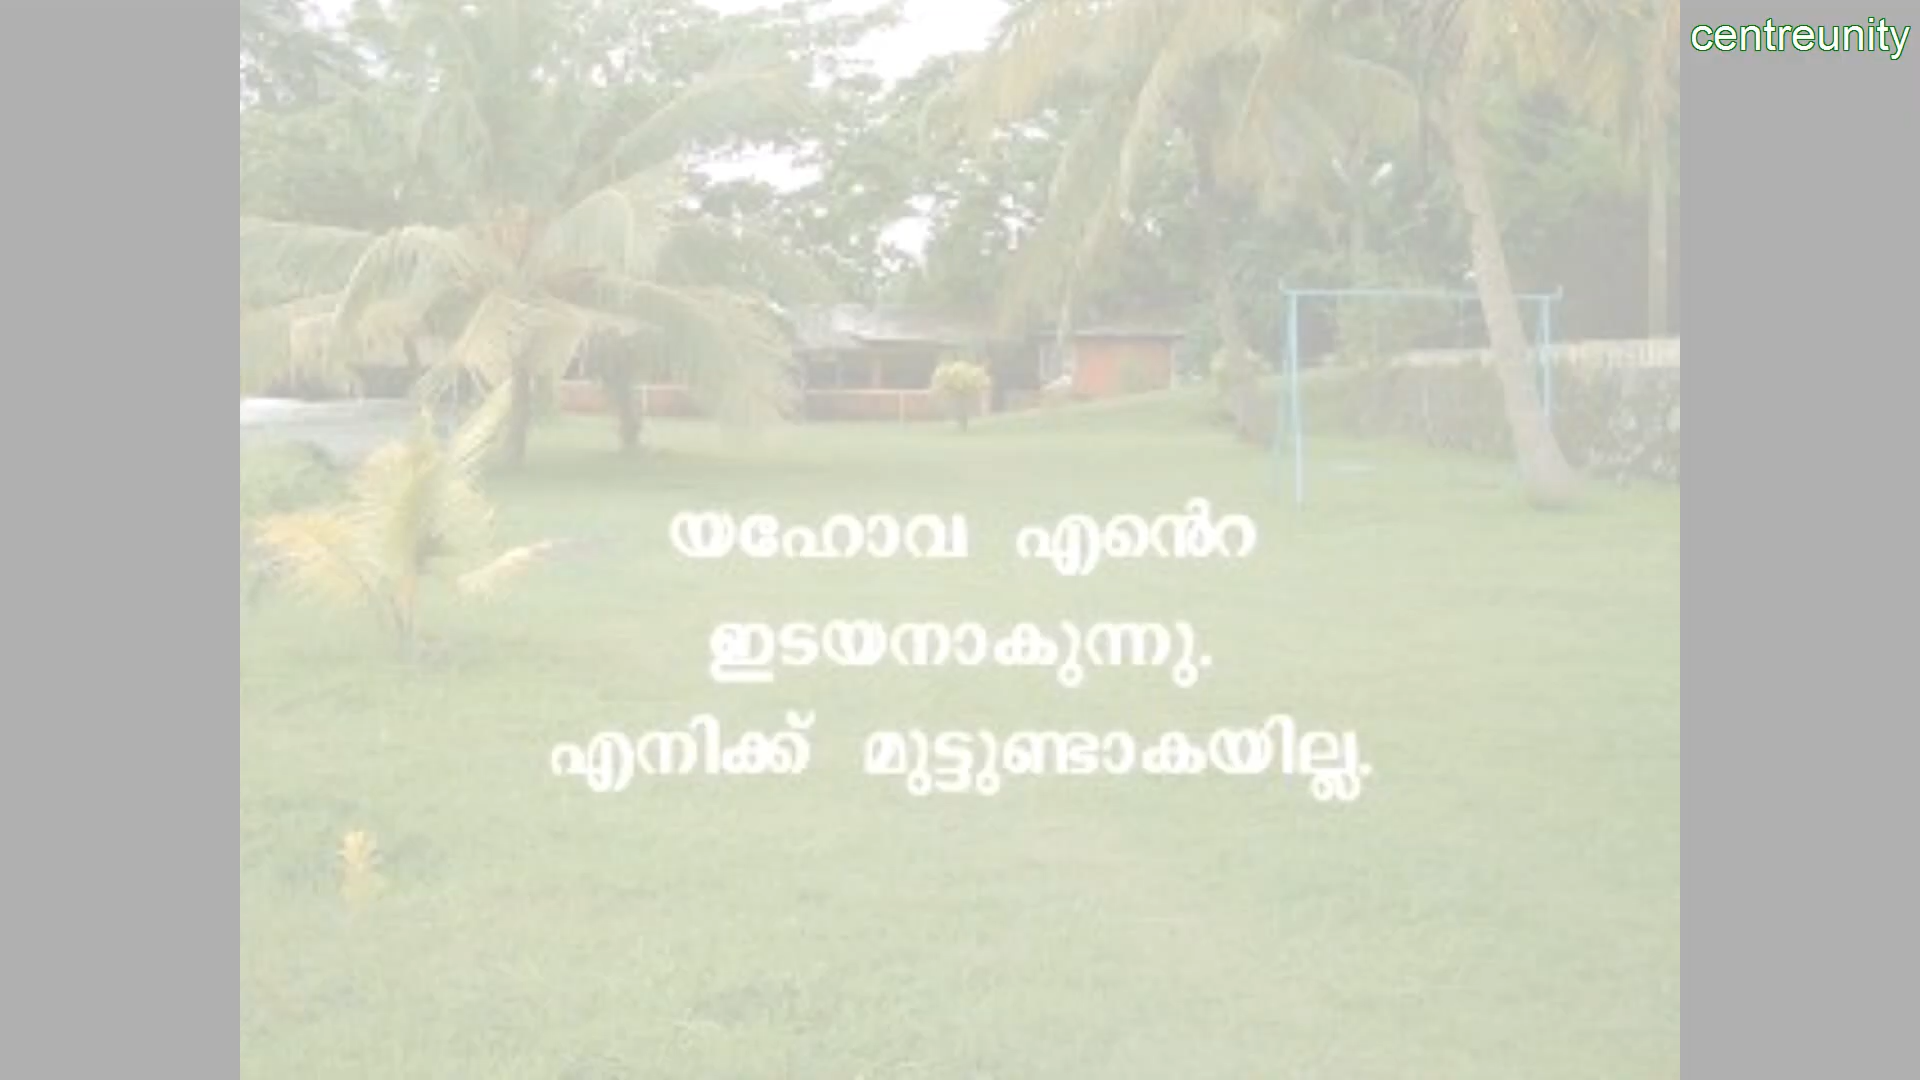 centreunity
യഹോവ എന്റെ
ഇടയനാകുന്നു.
എനിക്ക് മുട്ടുണ്ടാകയില്ല.